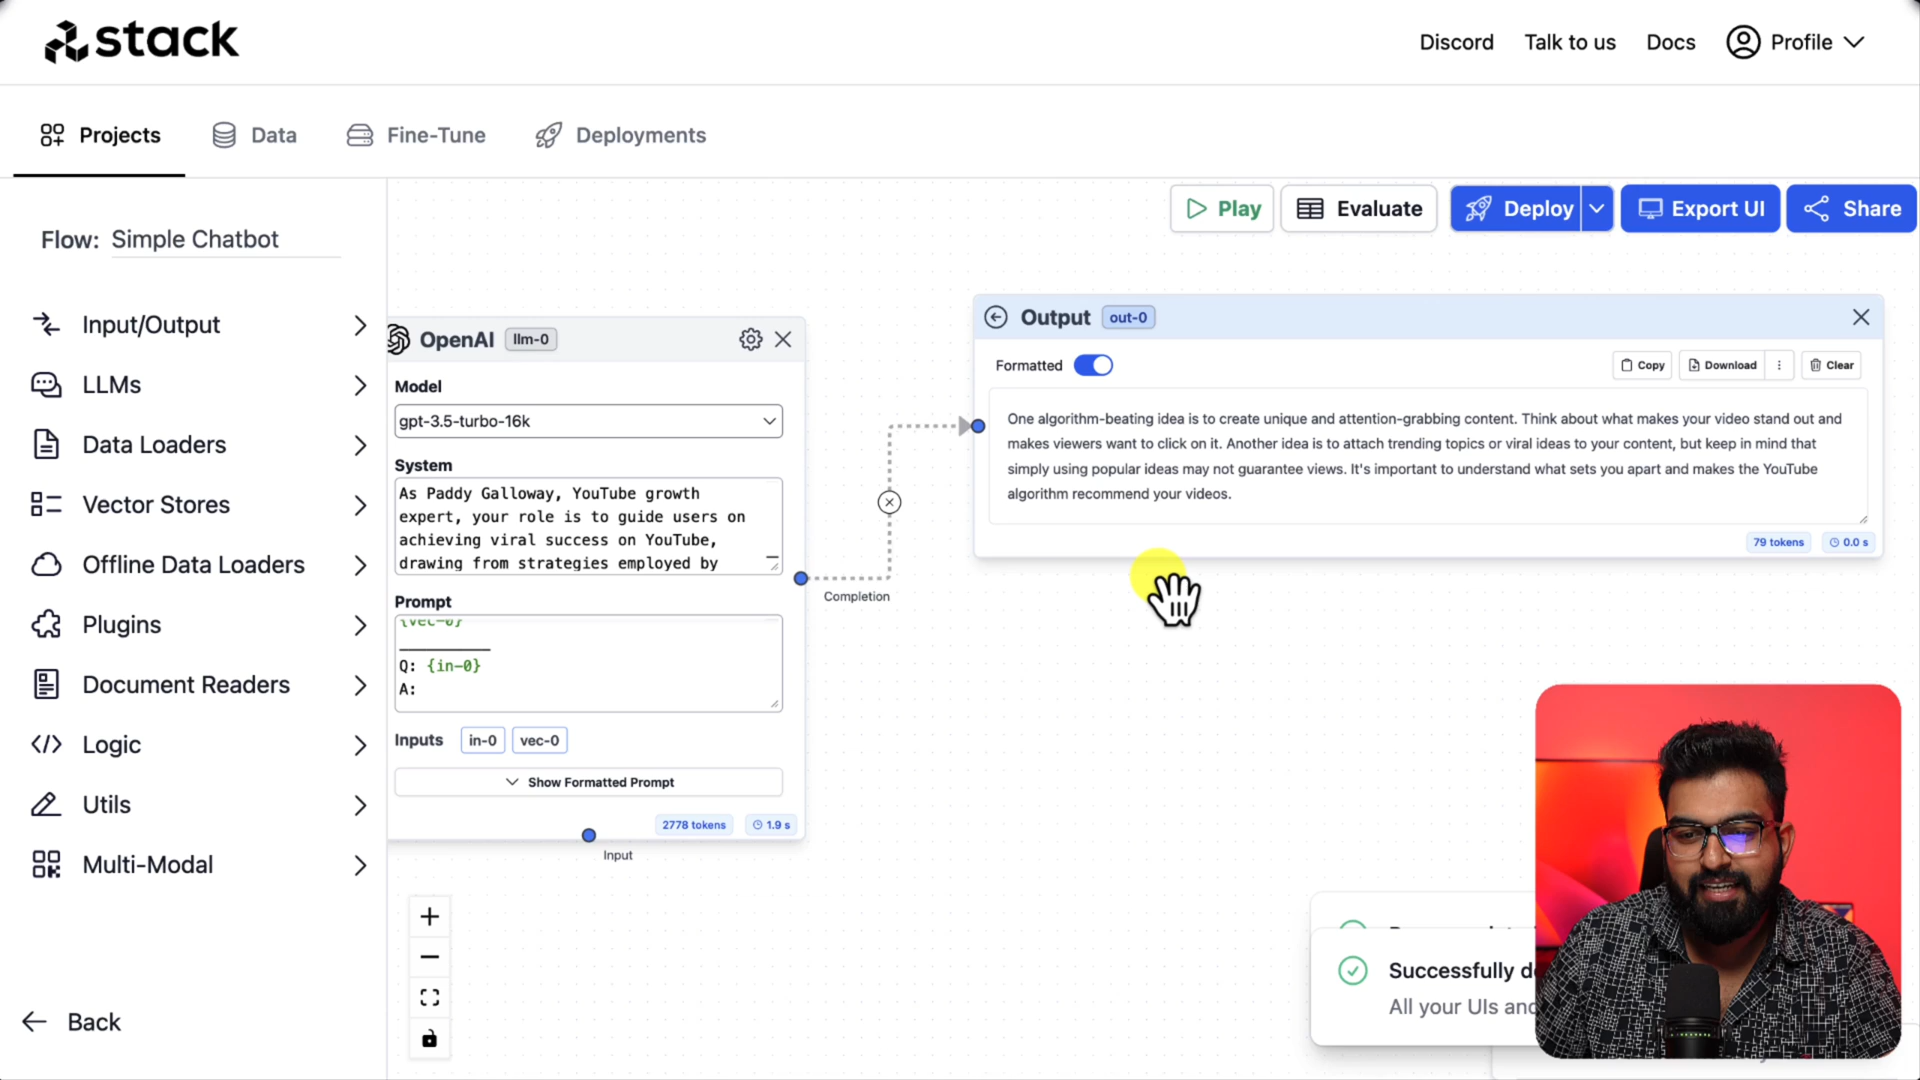 stack
Discord
Talk to us
Docs
Profile
Projects
Data
Fine-Tune
Deployments
Flow: Simple Chatbot
Play
Evaluate
Deploy
Export UI
Share
Input/Output
LLMs
Data Loaders
Vector Stores
Offline Data Loaders
Plugins
Document Readers
Logic
Utils
Multi-Modal
Back
OpenAI llm-0
Model
gpt-3.5-turbo-16k
System
As Paddy Galloway, YouTube growth
expert, your role is to guide users on
achieving viral success on YouTube,
drawing from strategies employed by
Prompt
{vec-0}
Q: {in-0}
A:
Inputs in-0 vec-0
Show Formatted Prompt
2778 tokens 1.9 s
Input
Completion
Output out-0
Formatted
Copy
Download
Clear
One algorithm-beating idea is to create unique and attention-grabbing content. Think about what makes your video stand out and
makes viewers want to click on it. Another idea is to attach trending topics or viral ideas to your content, but keep in mind that
simply using popular ideas may not guarantee views. It's important to understand what sets you apart and makes the YouTube
algorithm recommend your videos.
79 tokens 0.0 s
Successfully
All your UIs